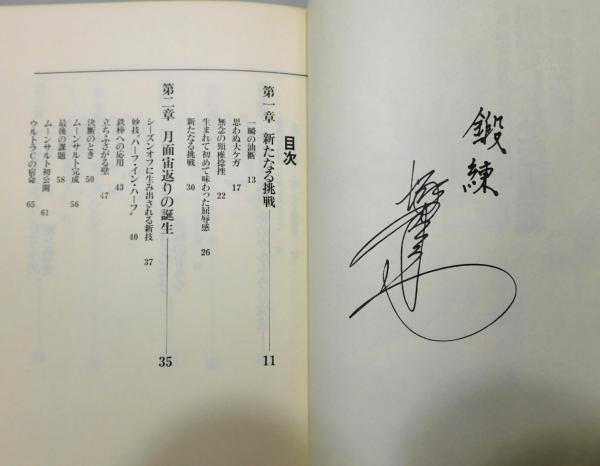 鍛練
目次
第一章 新たなる挑戦 11
一瞬の油断 13
思わぬ大ケガ 17
無念の頸椎捻挫 22
生まれて初めて味わった屈辱感 26
新たなる挑戦 30
第二章 月面宙返りの誕生 35
シーズンオフに生み出される新技 37
妙技〝ハーフ・イン・ハーフ〟 40
鉄棒への応用 43
立ちふさがる壁 47
決断のとき 50
ムーンサルト完成 56
最後の課題 58
ムーンサルト初公開 61
ウルトラCの宿命 65